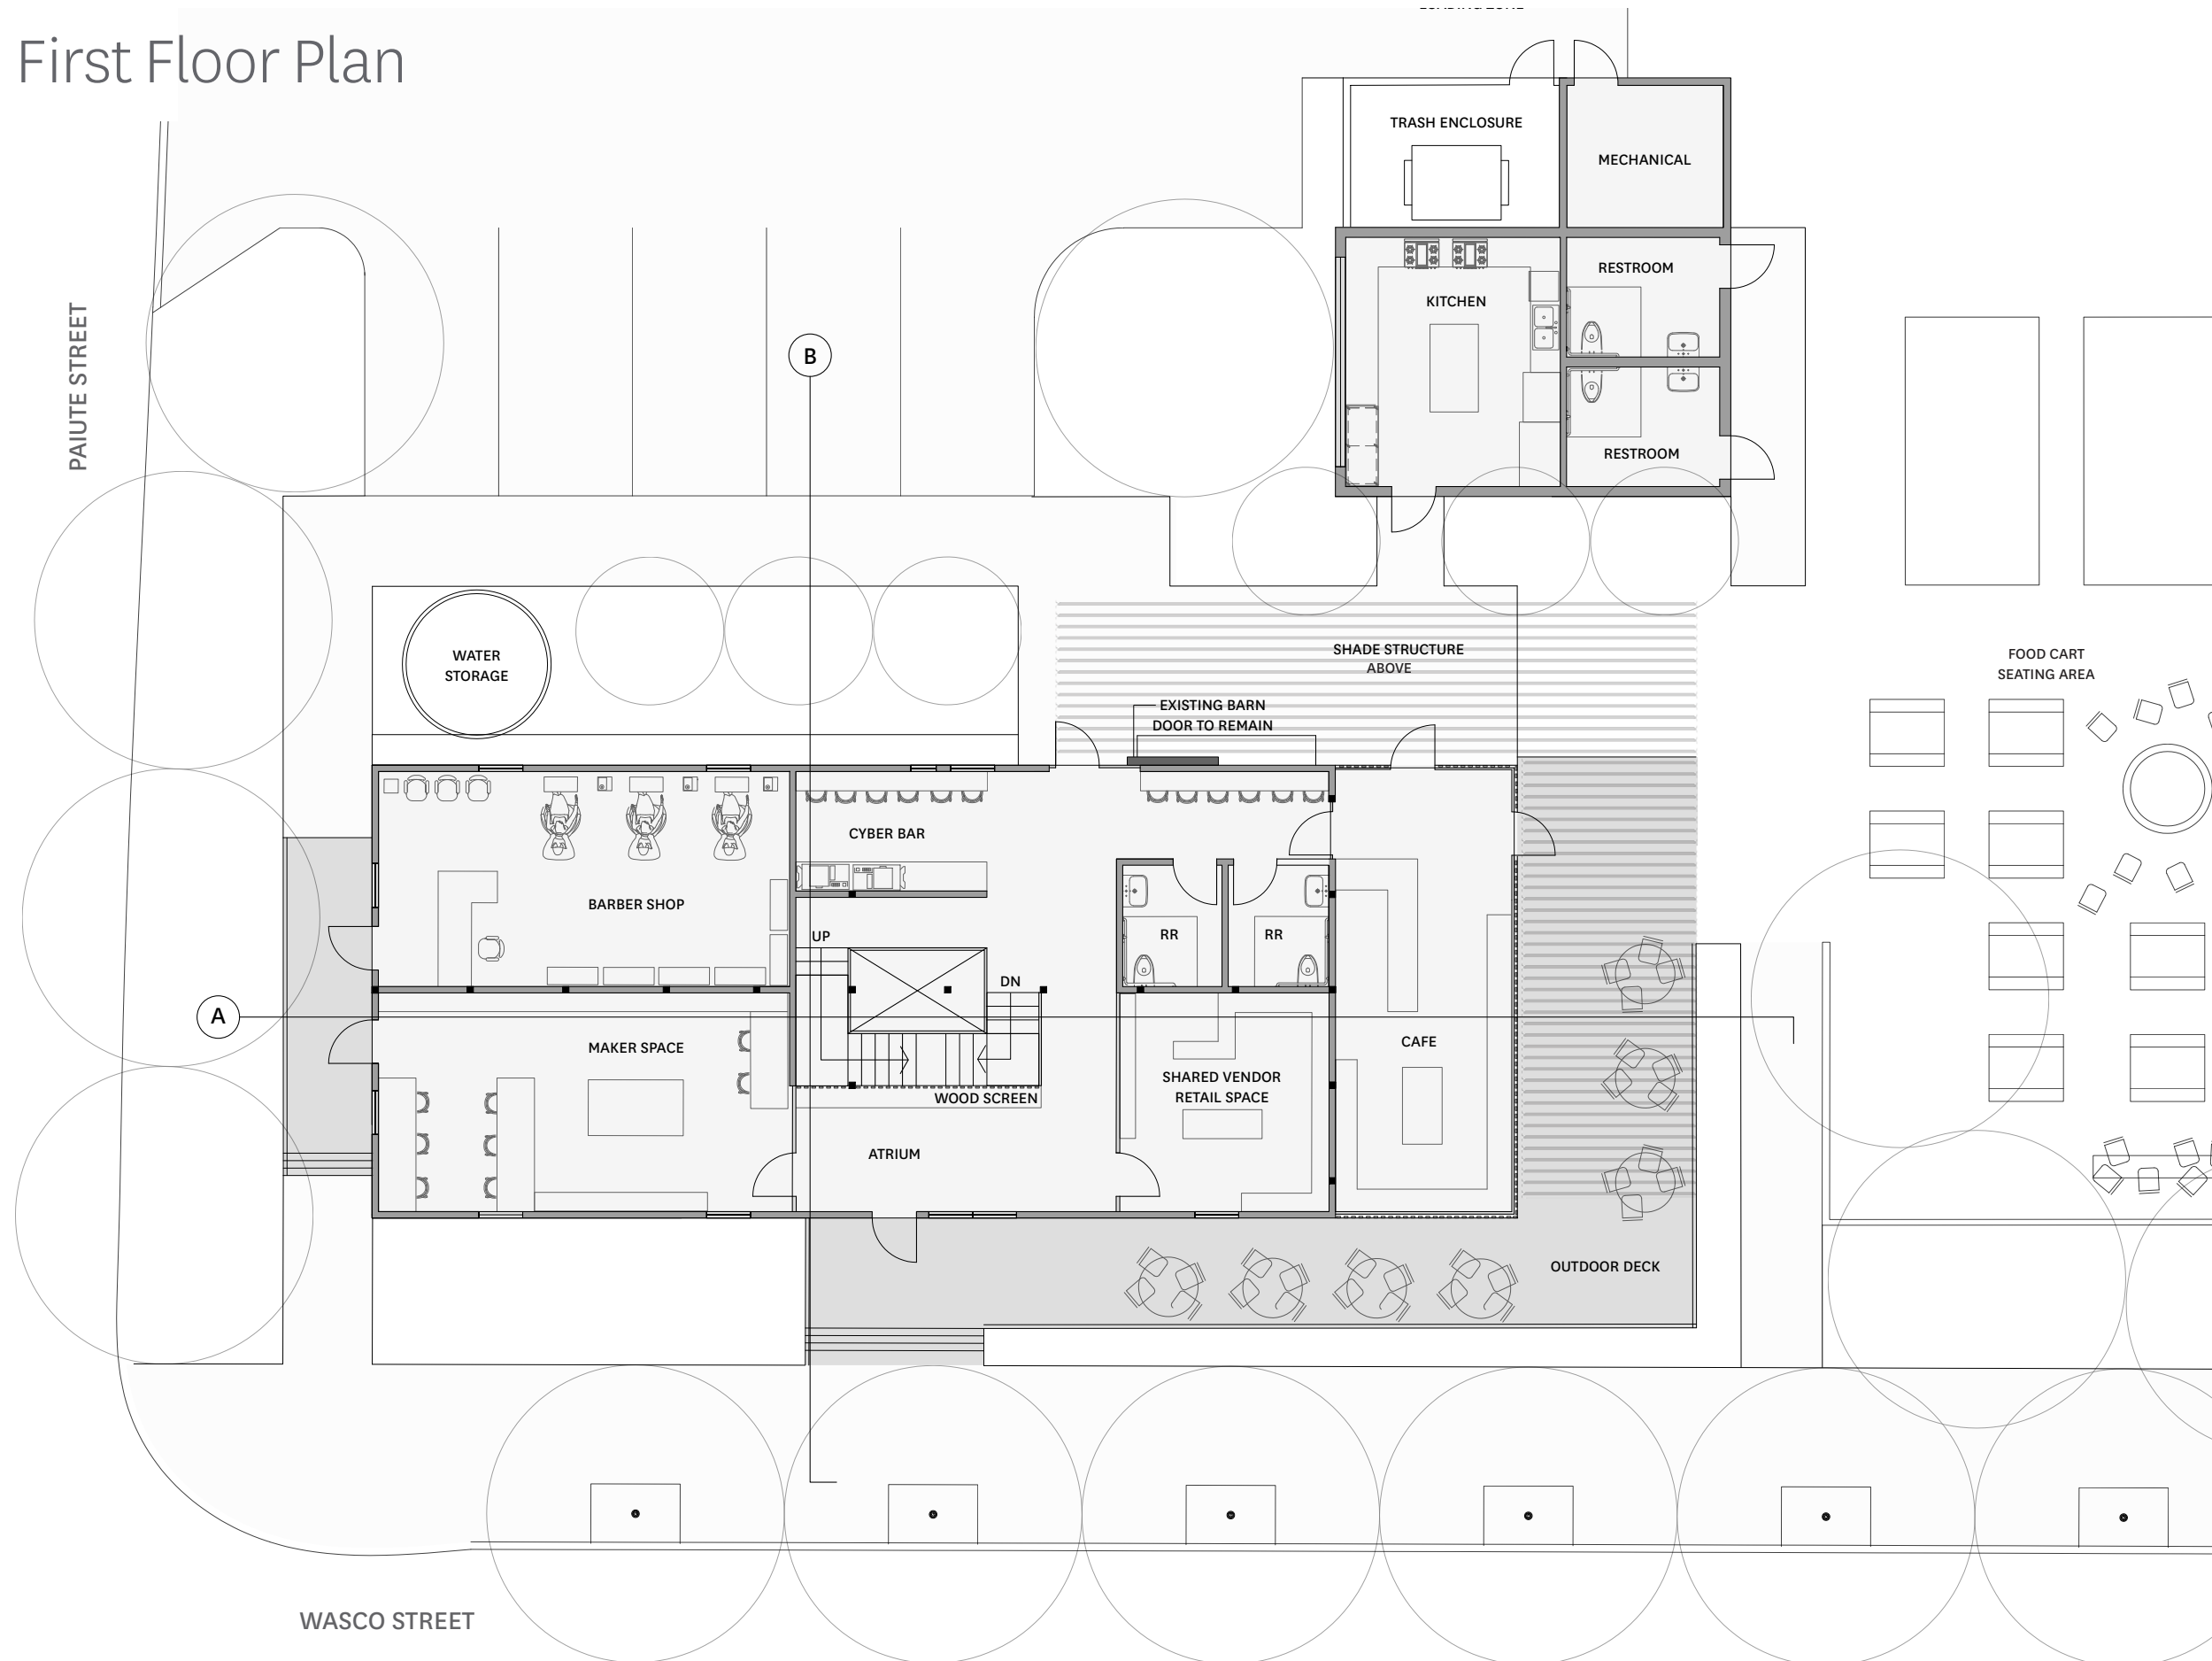 First Floor Plan
TRASH ENCLOSURE
MECHANICAL
RESTROOM
KITCHEN
PAIUTE STREET
B
RESTROOM
WATER
STORAGE
SHADE STRUCTURE
ABOVE
FOOD CART
SEATING AREA
EXISTING BARN
DOOR TO REMAIN
CYBER BAR
BARBER SHOP
UP
RR
RR
DN
A
MAKER SPACE
CAFE
SHARED VENDOR
RETAIL SPACE
WOOD SCREEN
ATRIUM
OUTDOOR DECK
WASCO STREET